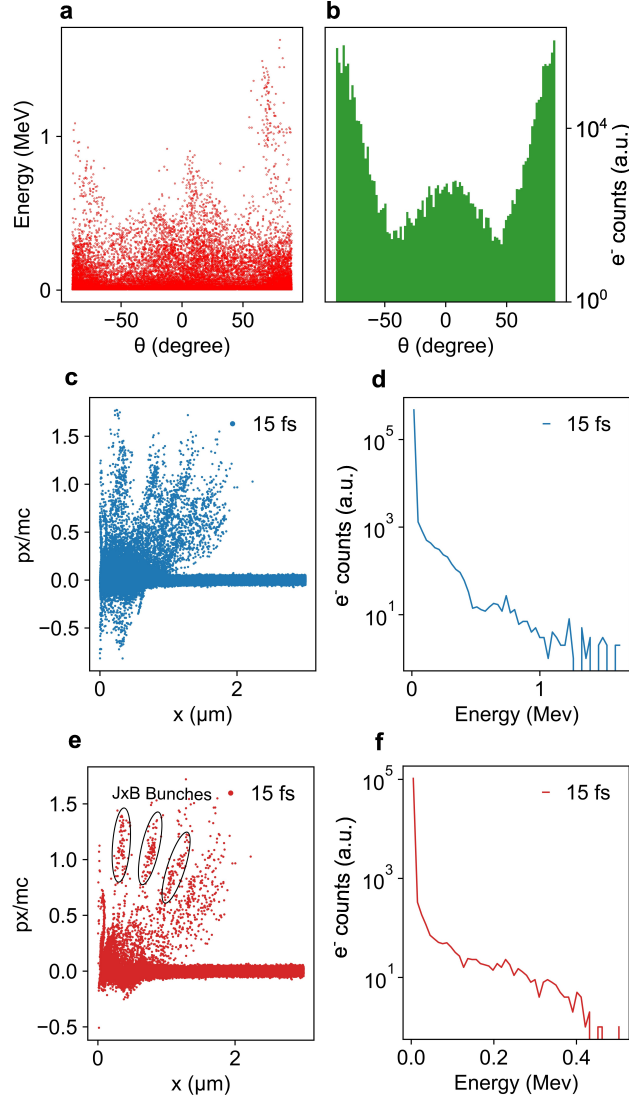 a
b
Energy (MeV)
1
0
−50 0 50
θ (degree)
10⁴
10⁰
e⁻ counts (a.u.)
−50 0 50
θ (degree)
c
d
px/mc
1.5
1.0
0.5
0.0
−0.5
15 fs
0 2
x (μm)
e⁻ counts (a.u.)
10⁵
10³
10¹
15 fs
0 1
Energy (Mev)
e
f
px/mc
1.5
1.0
0.5
0.0
−0.5
JxB Bunches
15 fs
0 2
x (μm)
e⁻ counts (a.u.)
10⁵
10³
10¹
15 fs
0.0 0.2 0.4
Energy (Mev)